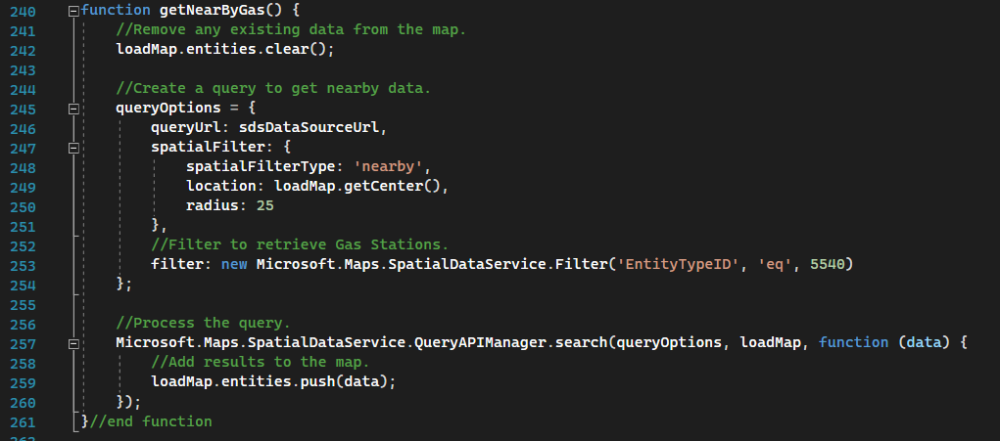 240 function getNearByGas() {
241 //Remove any existing data from the map.
242 loadMap.entities.clear();
243
244 //Create a query to get nearby data.
245 queryOptions = {
246 queryUrl: sdsDataSourceUrl,
247 spatialFilter: {
248 spatialFilterType: 'nearby',
249 location: loadMap.getCenter(),
250 radius: 25
251 },
252 //Filter to retrieve Gas Stations.
253 filter: new Microsoft.Maps.SpatialDataService.Filter('EntityTypeID', 'eq', 5540)
254 };
255
256 //Process the query.
257 Microsoft.Maps.SpatialDataService.QueryAPIManager.search(queryOptions, loadMap, function (data) {
258 //Add results to the map.
259 loadMap.entities.push(data);
260 });
261 }//end function